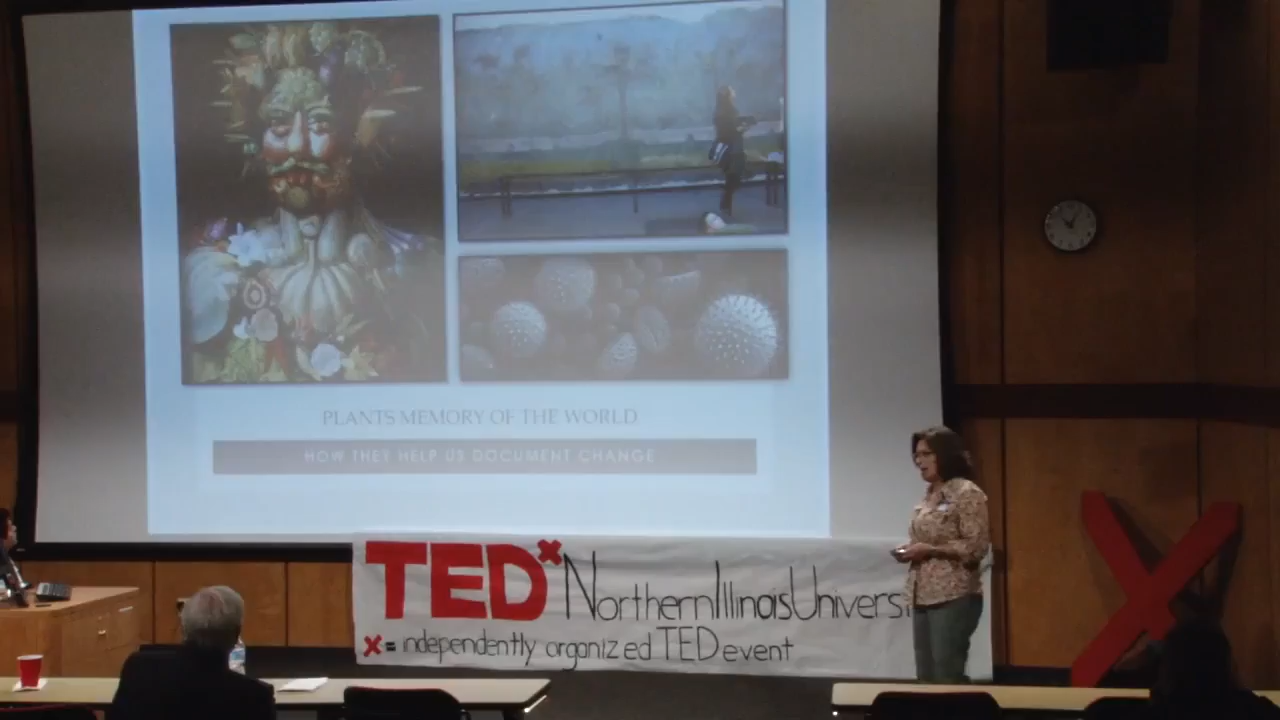 PLANTS MEMORY OF THE WORLD
HOW THEY HELP US DOCUMENT CHANGE
TEDx NorthernIllinoisUniversi
x = independently organized TED event